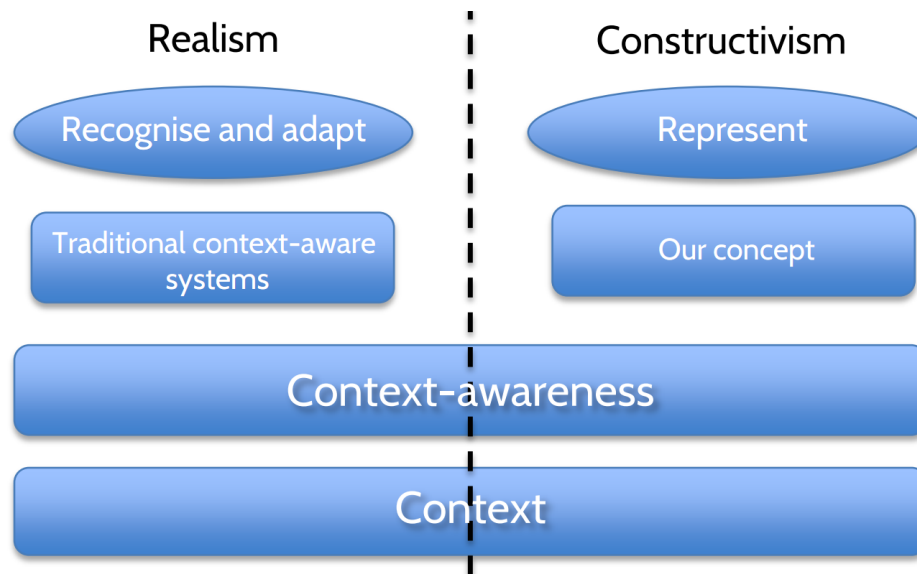 Realism
Constructivism
Recognise and adapt
Represent
Traditional context-aware
systems
Our concept
Context-awareness
Context